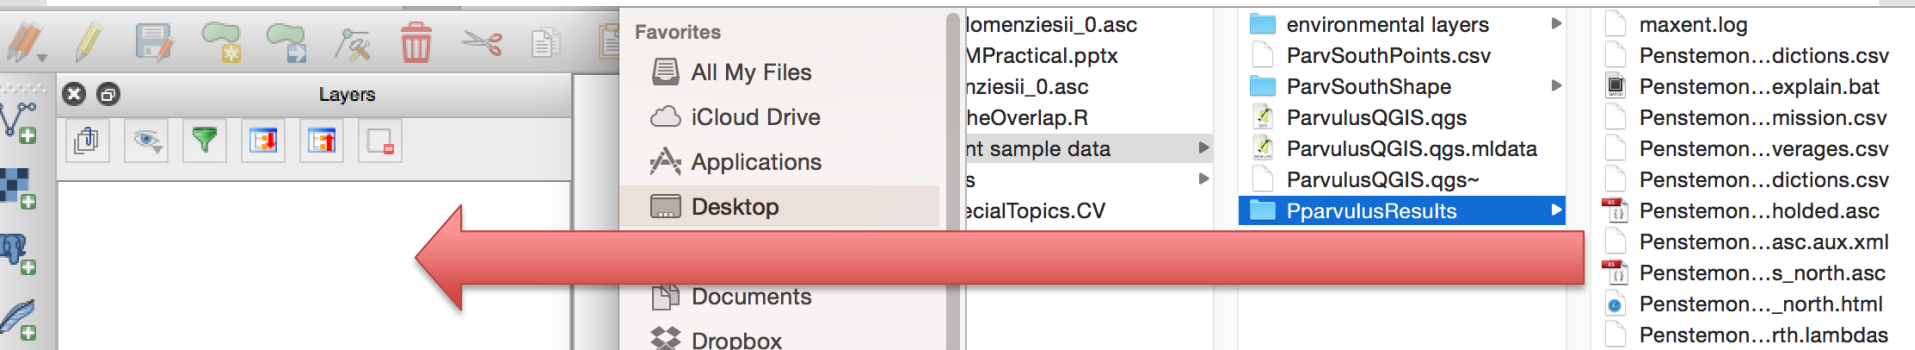 Layers
Favorites
All My Files
iCloud Drive
Applications
Desktop
Documents
Dropbox
lomenziesii_0.asc
MPractical.pptx
nziesii_0.asc
heOverlap.R
nt sample data
s
ecialTopics.CV
environmental layers
ParvSouthPoints.csv
ParvSouthShape
ParvulusQGIS.qgs
ParvulusQGIS.qgs.mldata
ParvulusQGIS.qgs~
PparvulusResults
maxent.log
Penstemon...dictions.csv
Penstemon...explain.bat
Penstemon...mission.csv
Penstemon...verages.csv
Penstemon...dictions.csv
Penstemon...holded.asc
Penstemon...asc.aux.xml
Penstemon...s_north.asc
Penstemon..._north.html
Penstemon...rth.lambdas